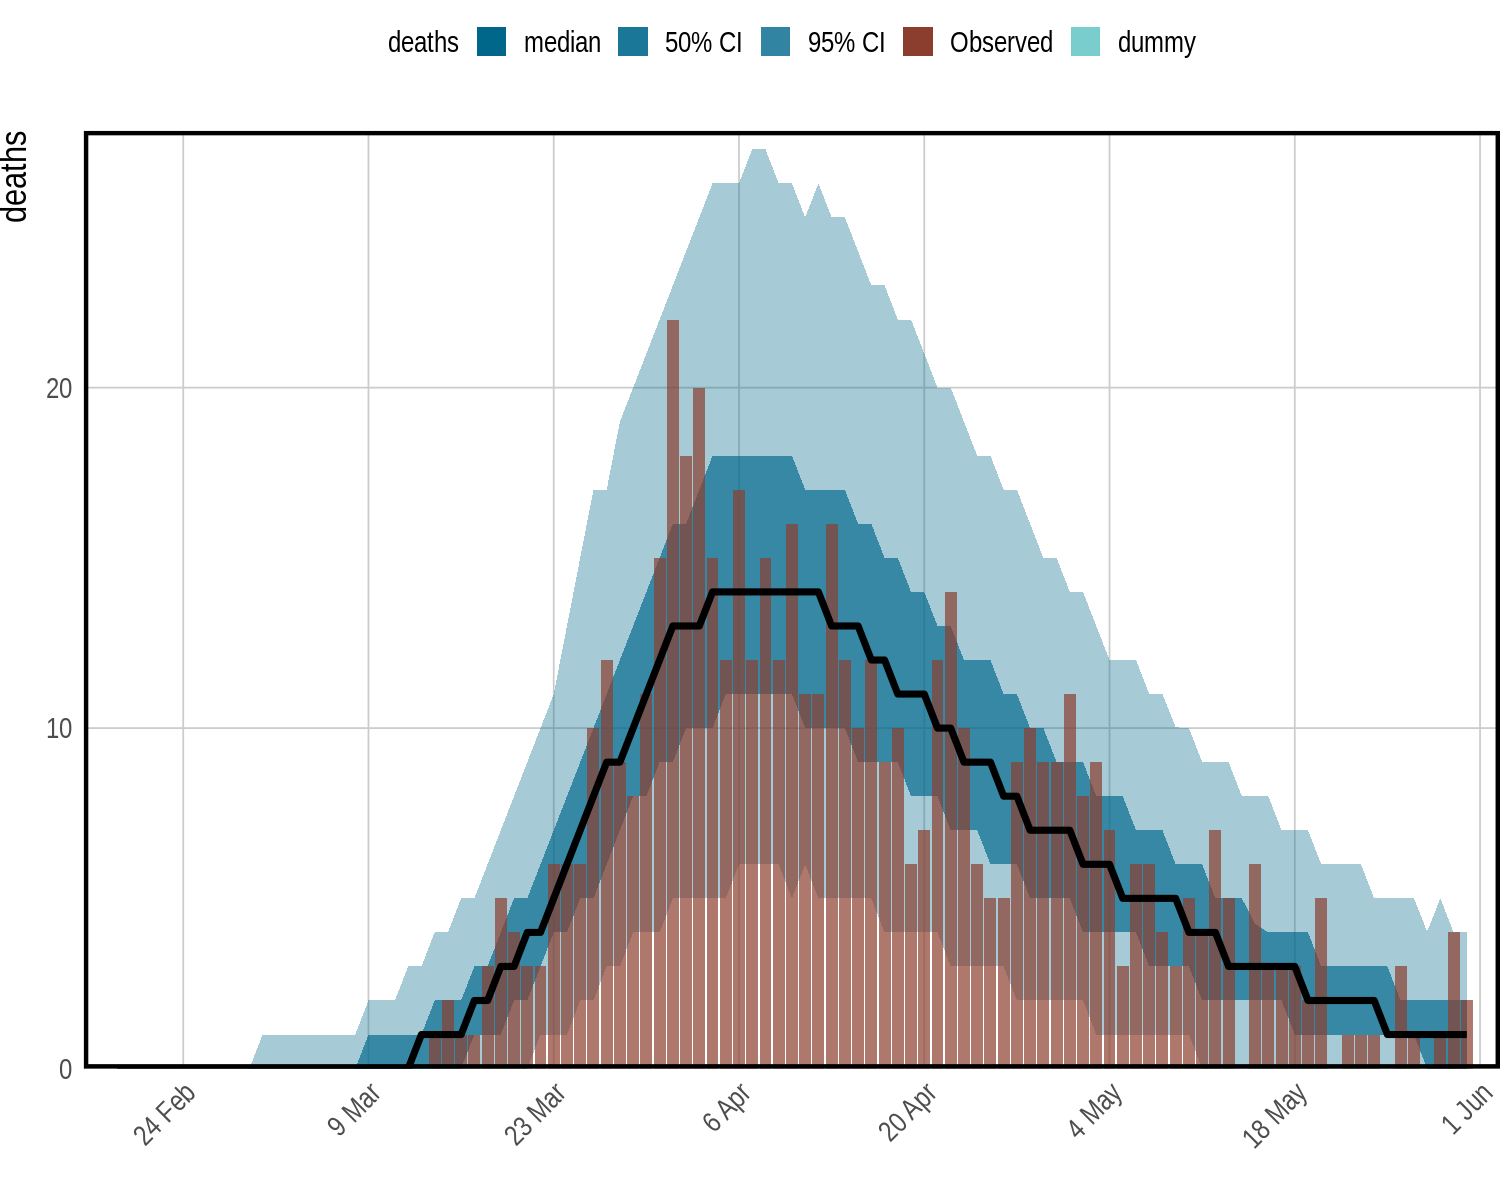 deaths median 50% CI 95% CI Observed dummy
deaths
20
10
0
24 Feb 9 Mar 23 Mar 6 Apr 20 Apr 4 May 18 May 1 Jun